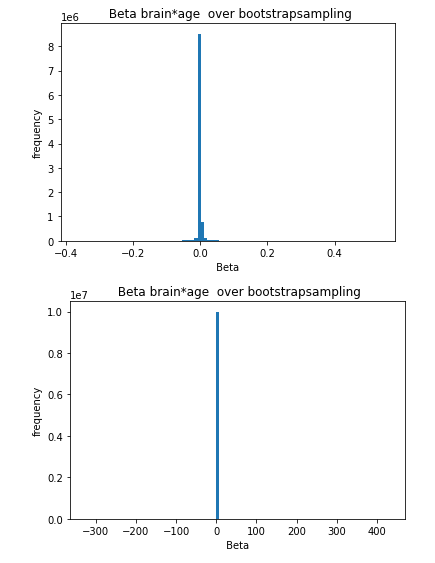 Beta brain*age  over bootstrapsampling
1e6
8
7
6
5
4
3
2
1
0
frequency
−0.4 −0.2 0.0 0.2 0.4
Beta
Beta brain*age  over bootstrapsampling
1e7
1.0
0.8
0.6
0.4
0.2
0.0
frequency
−300 −200 −100 0 100 200 300 400
Beta